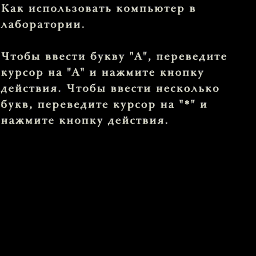 Как использовать компьютер в
лаборатории.
Чтобы ввести букву "А", переведите
курсор на "А" и нажмите кнопку
действия. Чтобы ввести несколько
букв, переведите курсор на "*" и
нажмите кнопку действия.